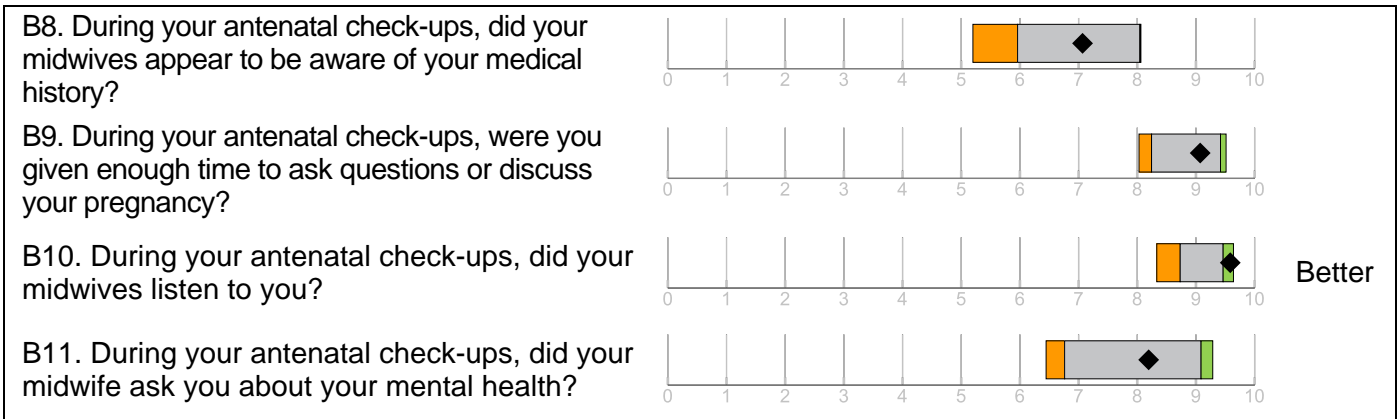 B8. During your antenatal check-ups, did your
midwives appear to be aware of your medical
history?
0 1 2 3 4 5 6 7 8 9 10
B9. During your antenatal check-ups, were you
given enough time to ask questions or discuss
your pregnancy?
0 1 2 3 4 5 6 7 8 9 10
B10. During your antenatal check-ups, did your
midwives listen to you?
0 1 2 3 4 5 6 7 8 9 10
Better
B11. During your antenatal check-ups, did your
midwife ask you about your mental health?
0 1 2 3 4 5 6 7 8 9 10